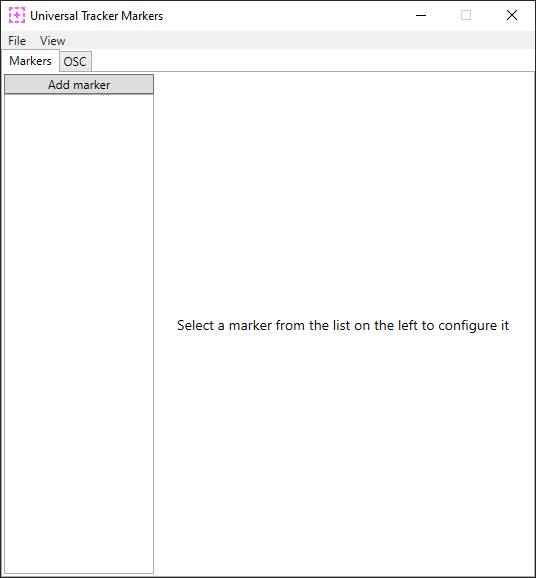 Universal Tracker Markers
File View
Markers OSC
Add marker
Select a marker from the list on the left to configure it